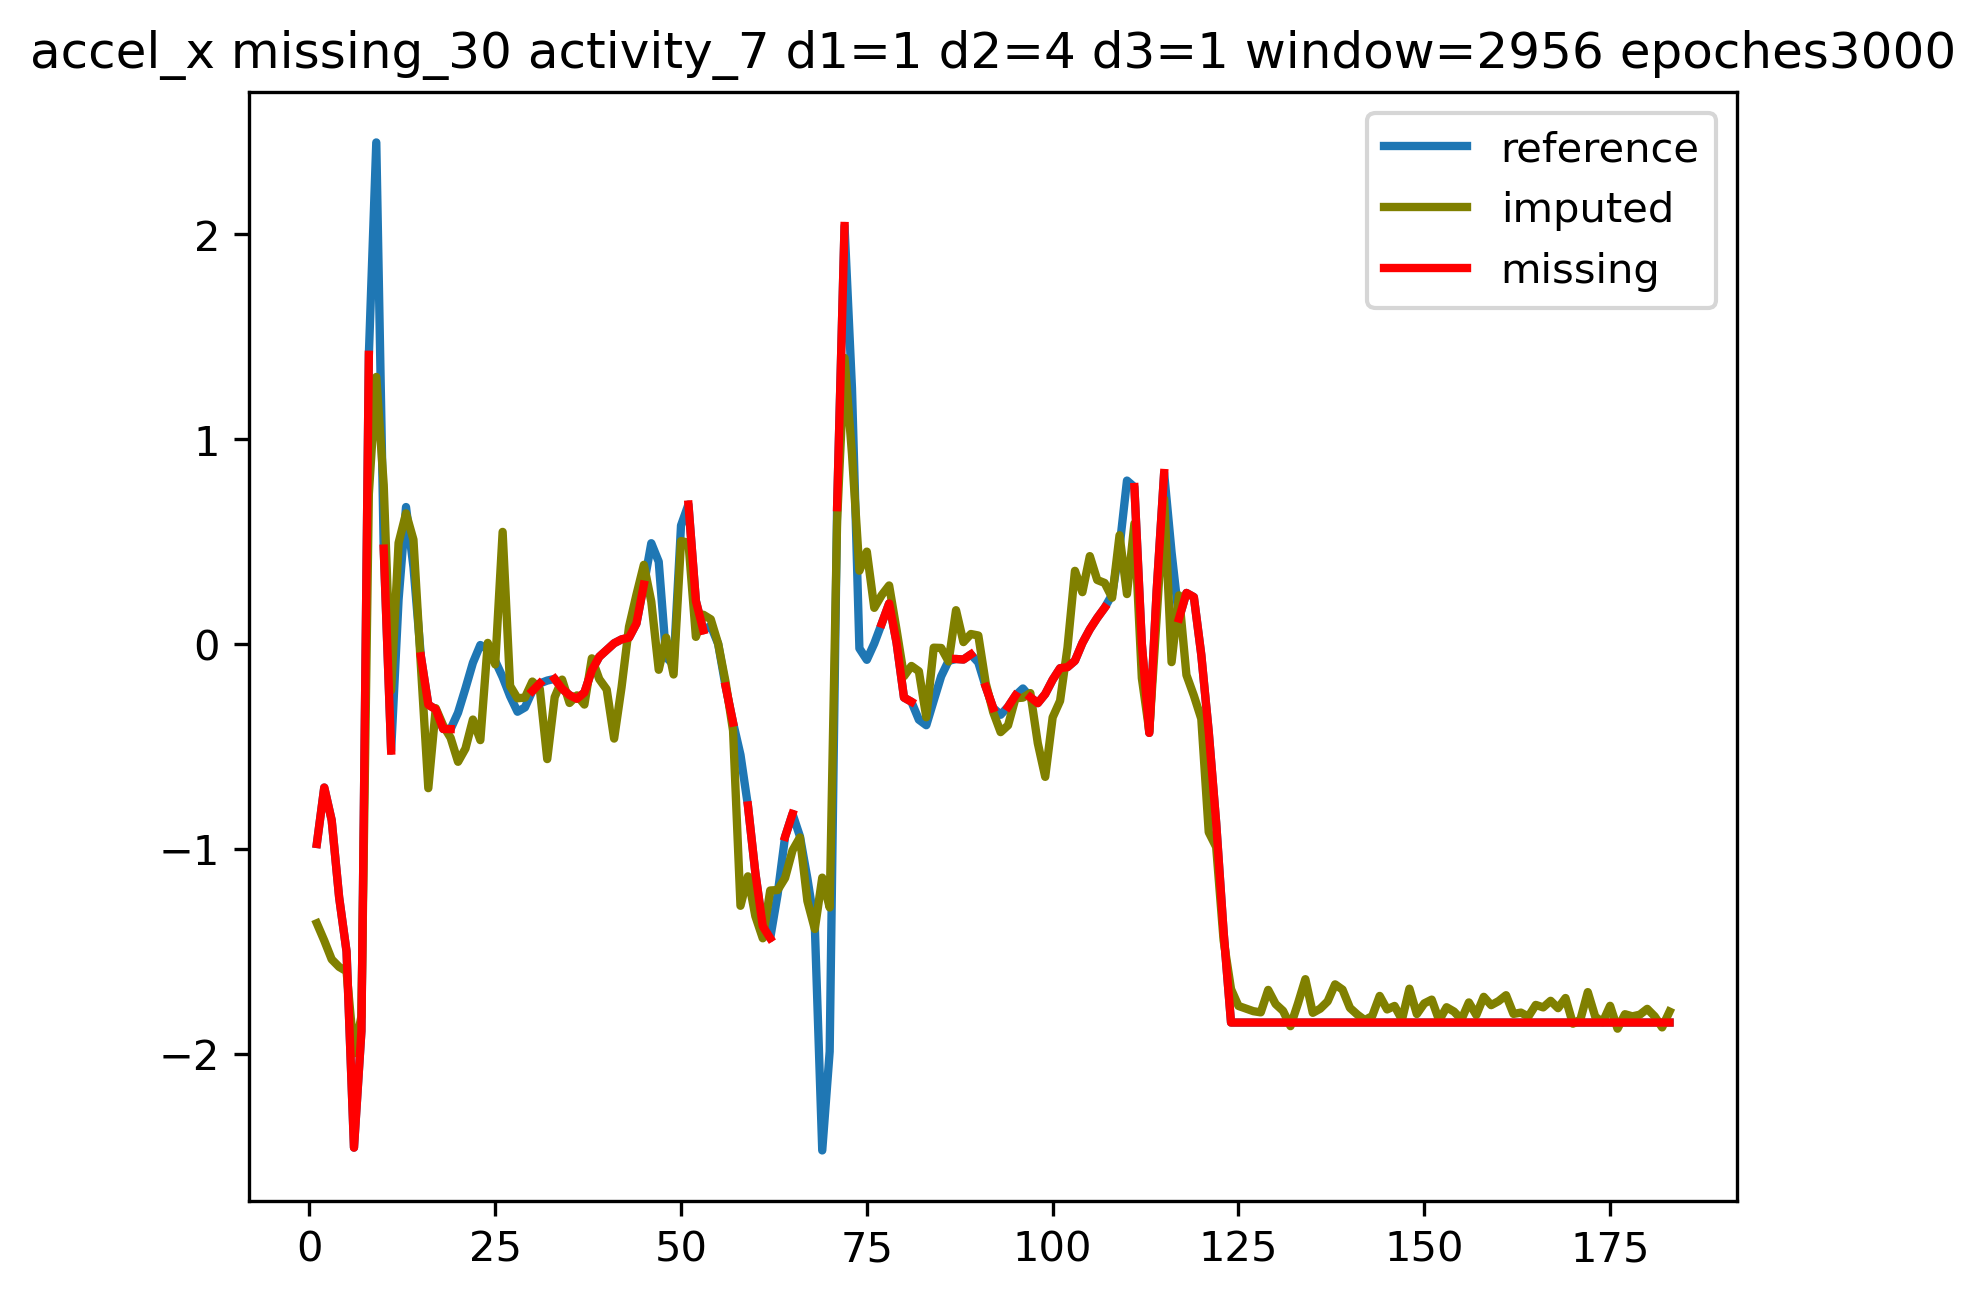 accel_x missing_30 activity_7 d1=1 d2=4 d3=1 window=2956 epoches3000
reference
imputed
missing
2
1
0
−1
−2
0 25 50 75 100 125 150 175